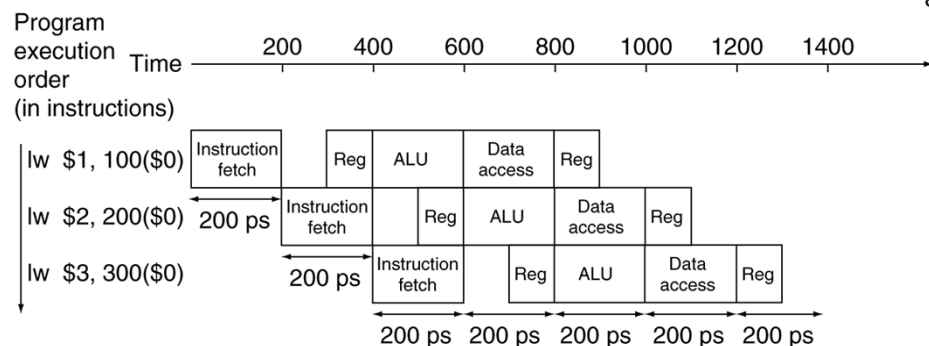 Program
execution
order
(in instructions)
Time
200 400 600 800 1000 1200 1400
lw $1, 100($0)
Instruction
fetch
Reg
ALU
Data
access
Reg
200 ps
lw $2, 200($0)
Instruction
fetch
Reg
ALU
Data
access
Reg
200 ps
lw $3, 300($0)
Instruction
fetch
Reg
ALU
Data
access
Reg
200 ps 200 ps 200 ps 200 ps 200 ps